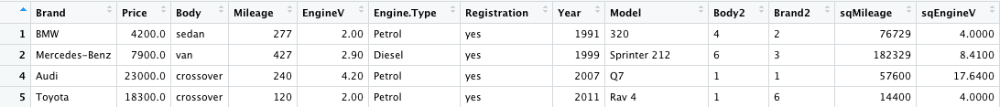 Brand Price Body Mileage EngineV Engine.Type Registration Year Model Body2 Brand2 sqMileage sqEngineV
1 BMW 4200.0 sedan 277 2.00 Petrol yes 1991 320 4 2 76729 4.0000
2 Mercedes-Benz 7900.0 van 427 2.90 Diesel yes 1999 Sprinter 212 6 3 182329 8.4100
4 Audi 23000.0 crossover 240 4.20 Petrol yes 2007 Q7 1 1 57600 17.6400
5 Toyota 18300.0 crossover 120 2.00 Petrol yes 2011 Rav 4 1 6 14400 4.0000